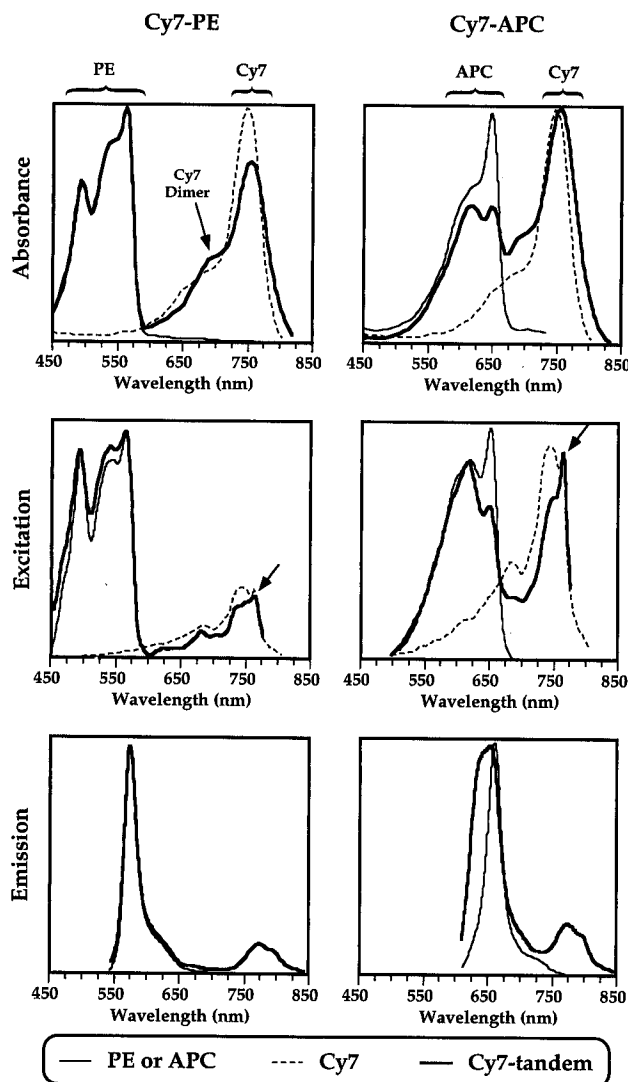 Cy7-PE Cy7-APC
PE Cy7 APC Cy7
Absorbance
Cy7
Dimer
450 550 650 750 850 450 550 650 750 850
Wavelength (nm) Wavelength (nm)
Excitation
450 550 650 750 850 450 550 650 750 850
Wavelength (nm) Wavelength (nm)
Emission
450 550 650 750 850 450 550 650 750 850
Wavelength (nm) Wavelength (nm)
PE or APC Cy7 Cy7-tandem